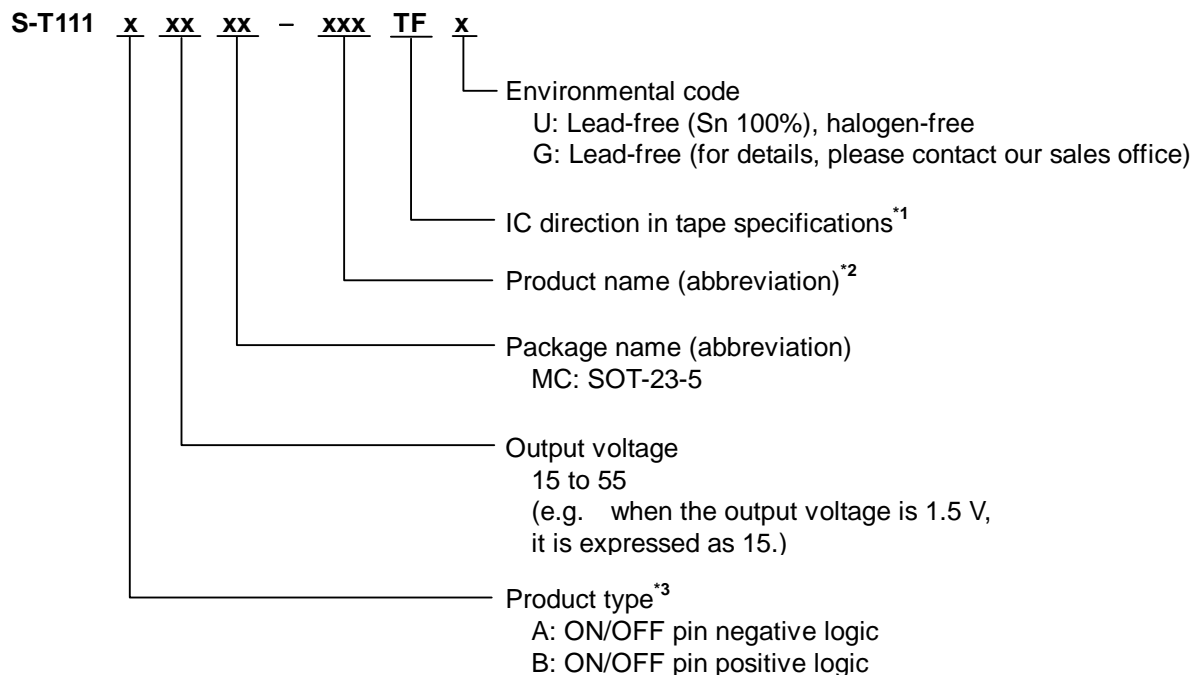 S-T111 x xx xx – xxx TF x
Environmental code
U: Lead-free (Sn 100%), halogen-free
G: Lead-free (for details, please contact our sales office)
IC direction in tape specifications*1
Product name (abbreviation)*2
Package name (abbreviation)
MC: SOT-23-5
Output voltage
15 to 55
(e.g. when the output voltage is 1.5 V,
it is expressed as 15.)
Product type*3
A: ON/OFF pin negative logic
B: ON/OFF pin positive logic